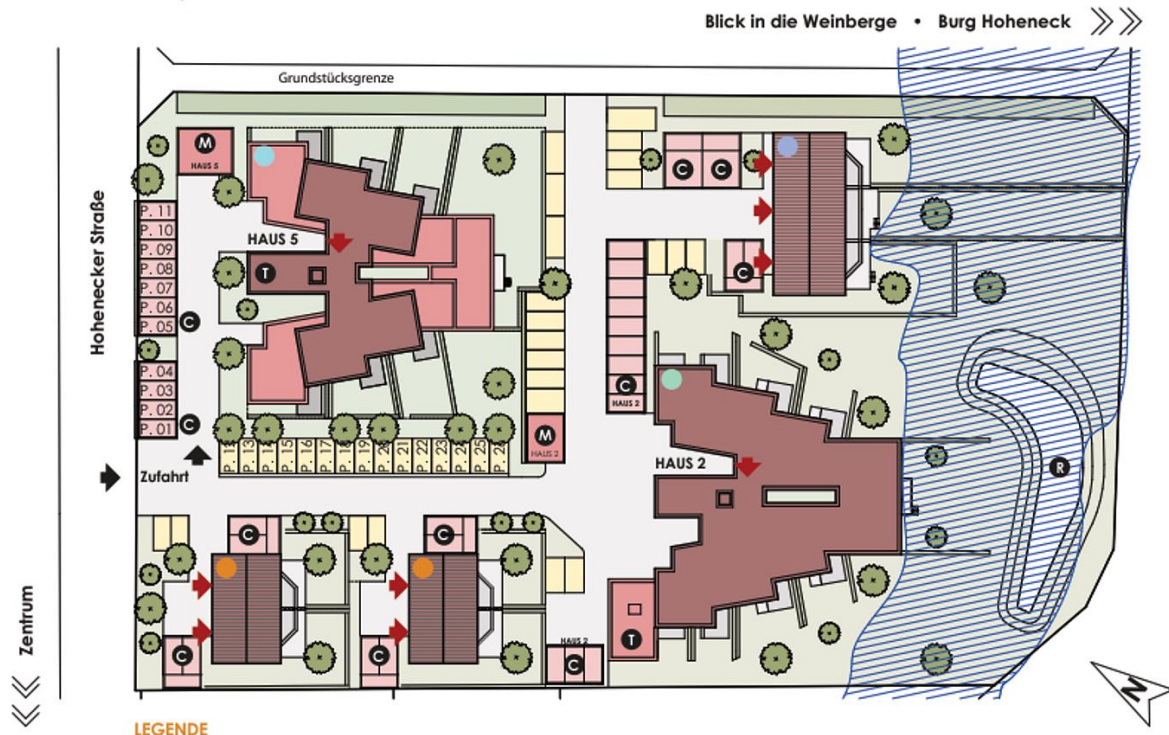 Blick in die Weinberge • Burg Hoheneck
Grundstücksgrenze
M
HAUS 5
C C
P. 11
P. 10
P. 09
P. 08
P. 07
P. 06
P. 05
C
HAUS 5
T
C
Hohenecker Straße
P. 04
P. 03
P. 02
P. 01
C
C
HAUS 2
M
HAUS 2
P. 13
P. 15
P. 16
P. 17
P. 19
P. 21
P. 22
P. 23
P. 25
HAUS 2
R
Zufahrt
C
C
Zentrum
C
C
HAUS 2
C
T
N
LEGENDE